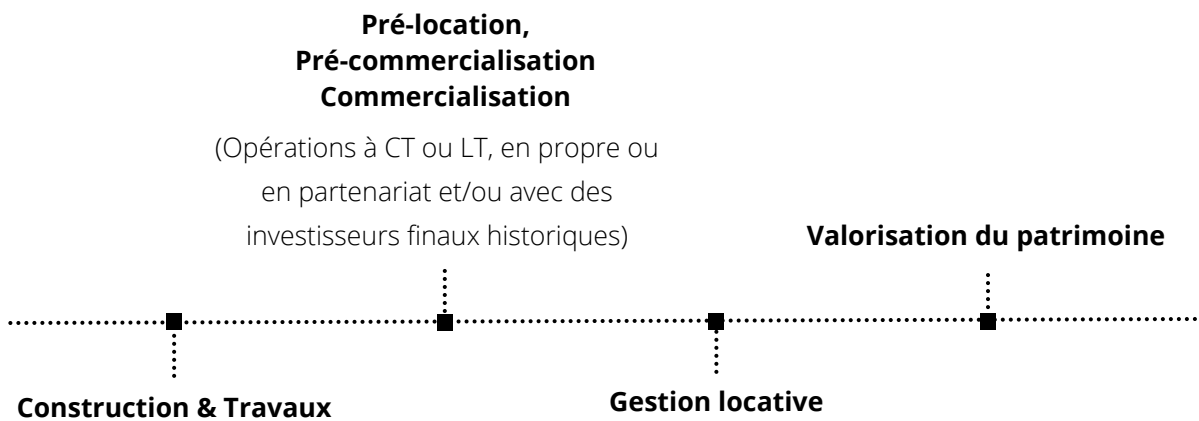 Pré-location,
Pré-commercialisation
Commercialisation
(Opérations à CT ou LT, en propre ou
en partenariat et/ou avec des
investisseurs finaux historiques)
Valorisation du patrimoine
Construction & Travaux
Gestion locative